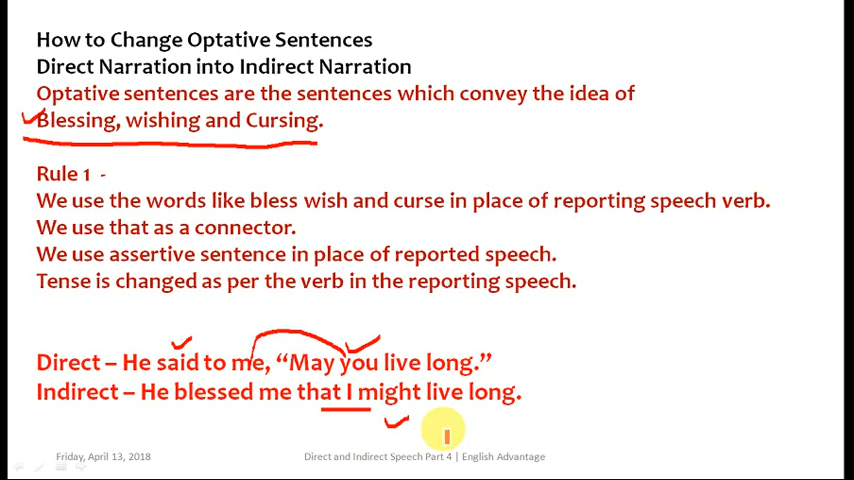 How to Change Optative Sentences
Direct Narration into Indirect Narration
Optative sentences are the sentences which convey the idea of
Blessing, wishing and Cursing.
Rule 1 -
We use the words like bless wish and curse in place of reporting speech verb.
We use that as a connector.
We use assertive sentence in place of reported speech.
Tense is changed as per the verb in the reporting speech.
Direct – He said to me, “May you live long.”
Indirect – He blessed me that I might live long.
Friday, April 13, 2018
Direct and Indirect Speech Part 4 | English Advantage